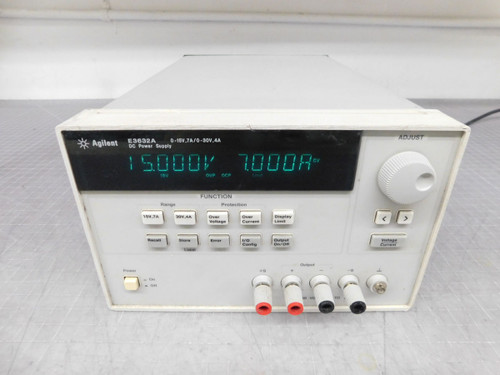 Agilent
E3632A
DC Power Supply
0-15V,7A/0-30V,4A
ADJUST
15.000V 7.000A
OVP OCP
CV
FUNCTION
Range
Protection
15V,7A
30V,4A
Over Voltage
Over Current
Display Limit
Recall
Store
Error
I/O Config
Output On/Off
Local
<
>
Voltage Current
Power
On
Off
Output
+S
+
−
−S